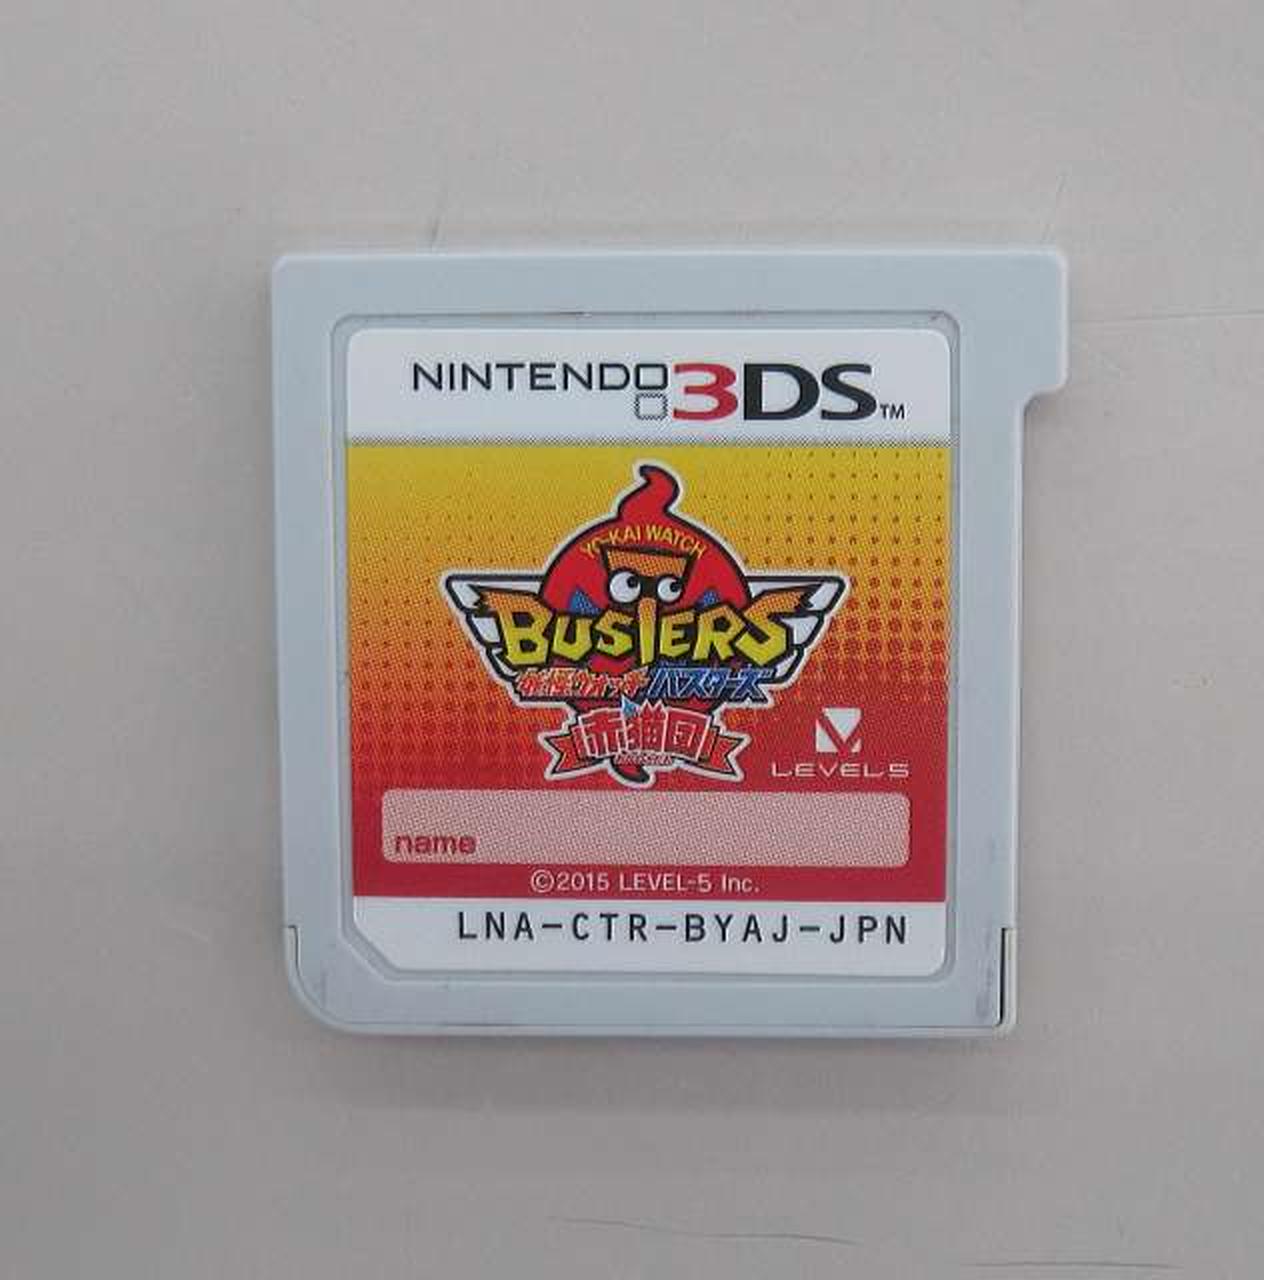 NINTENDO 3DS™
YO-KAI WATCH
BUSTERS
妖怪ウォッチバスターズ
赤猫団
LEVEL5
name
©2015 LEVEL-5 Inc.
LNA-CTR-BYAJ-JPN